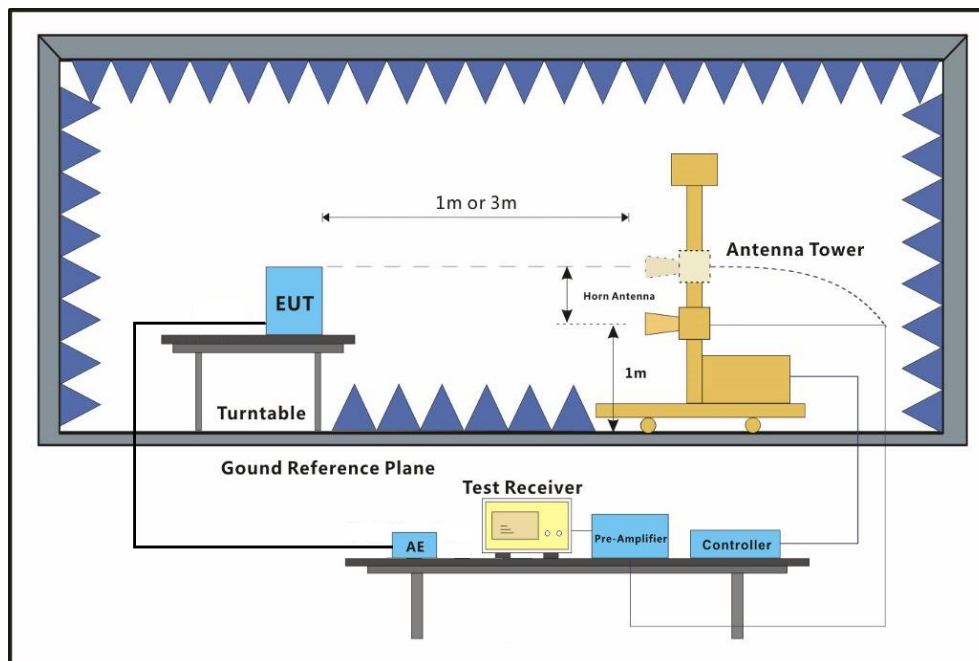 1m or 3m
Antenna Tower
EUT
Horn Antenna
1m
Turntable
Gound Reference Plane
Test Receiver
AE
Pre-Amplifier
Controller